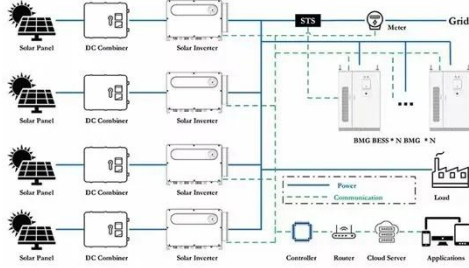 STS
Meter
Grid
Solar Panel DC Combiner Solar Inverter
Solar Panel DC Combiner Solar Inverter
BMG BESS * N BMG * N
Solar Panel DC Combiner Solar Inverter
Power
Communication
Load
Solar Panel DC Combiner Solar Inverter
Controller Router Cloud Server Applications